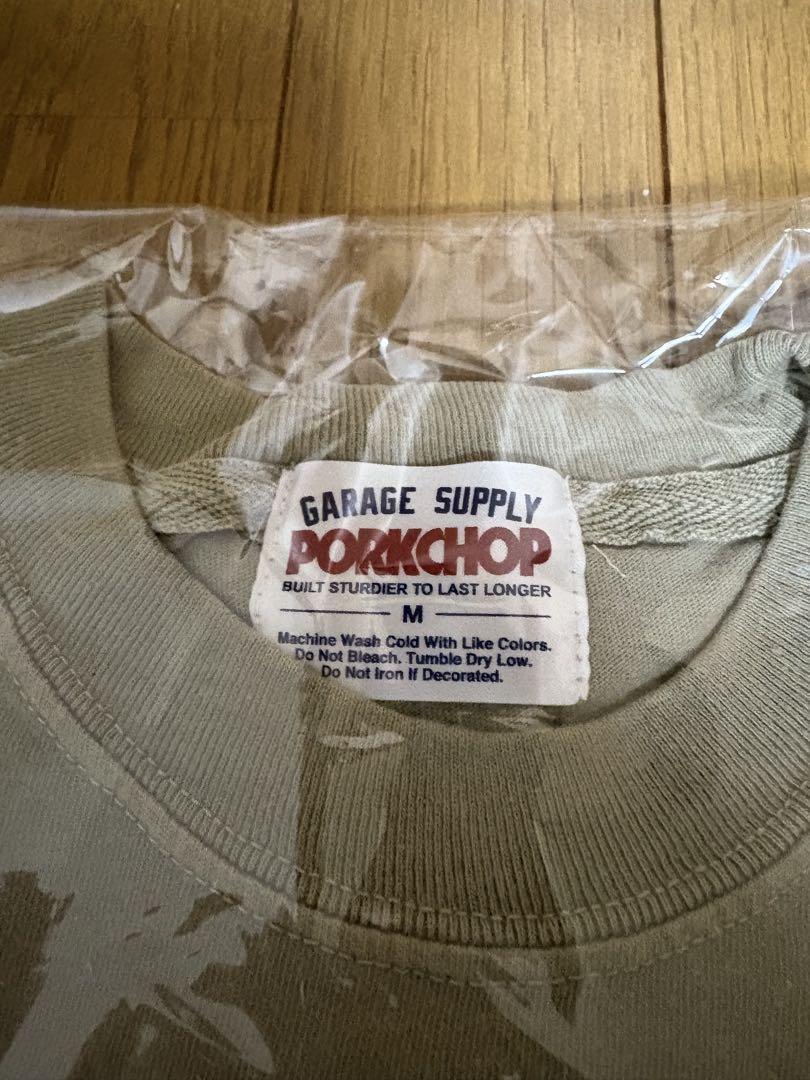 GARAGE SUPPLY
PORKCHOP
BUILT STURDIER TO LAST LONGER
M
Machine Wash Cold With Like Colors.
Do Not Bleach. Tumble Dry Low.
Do Not Iron If Decorated.